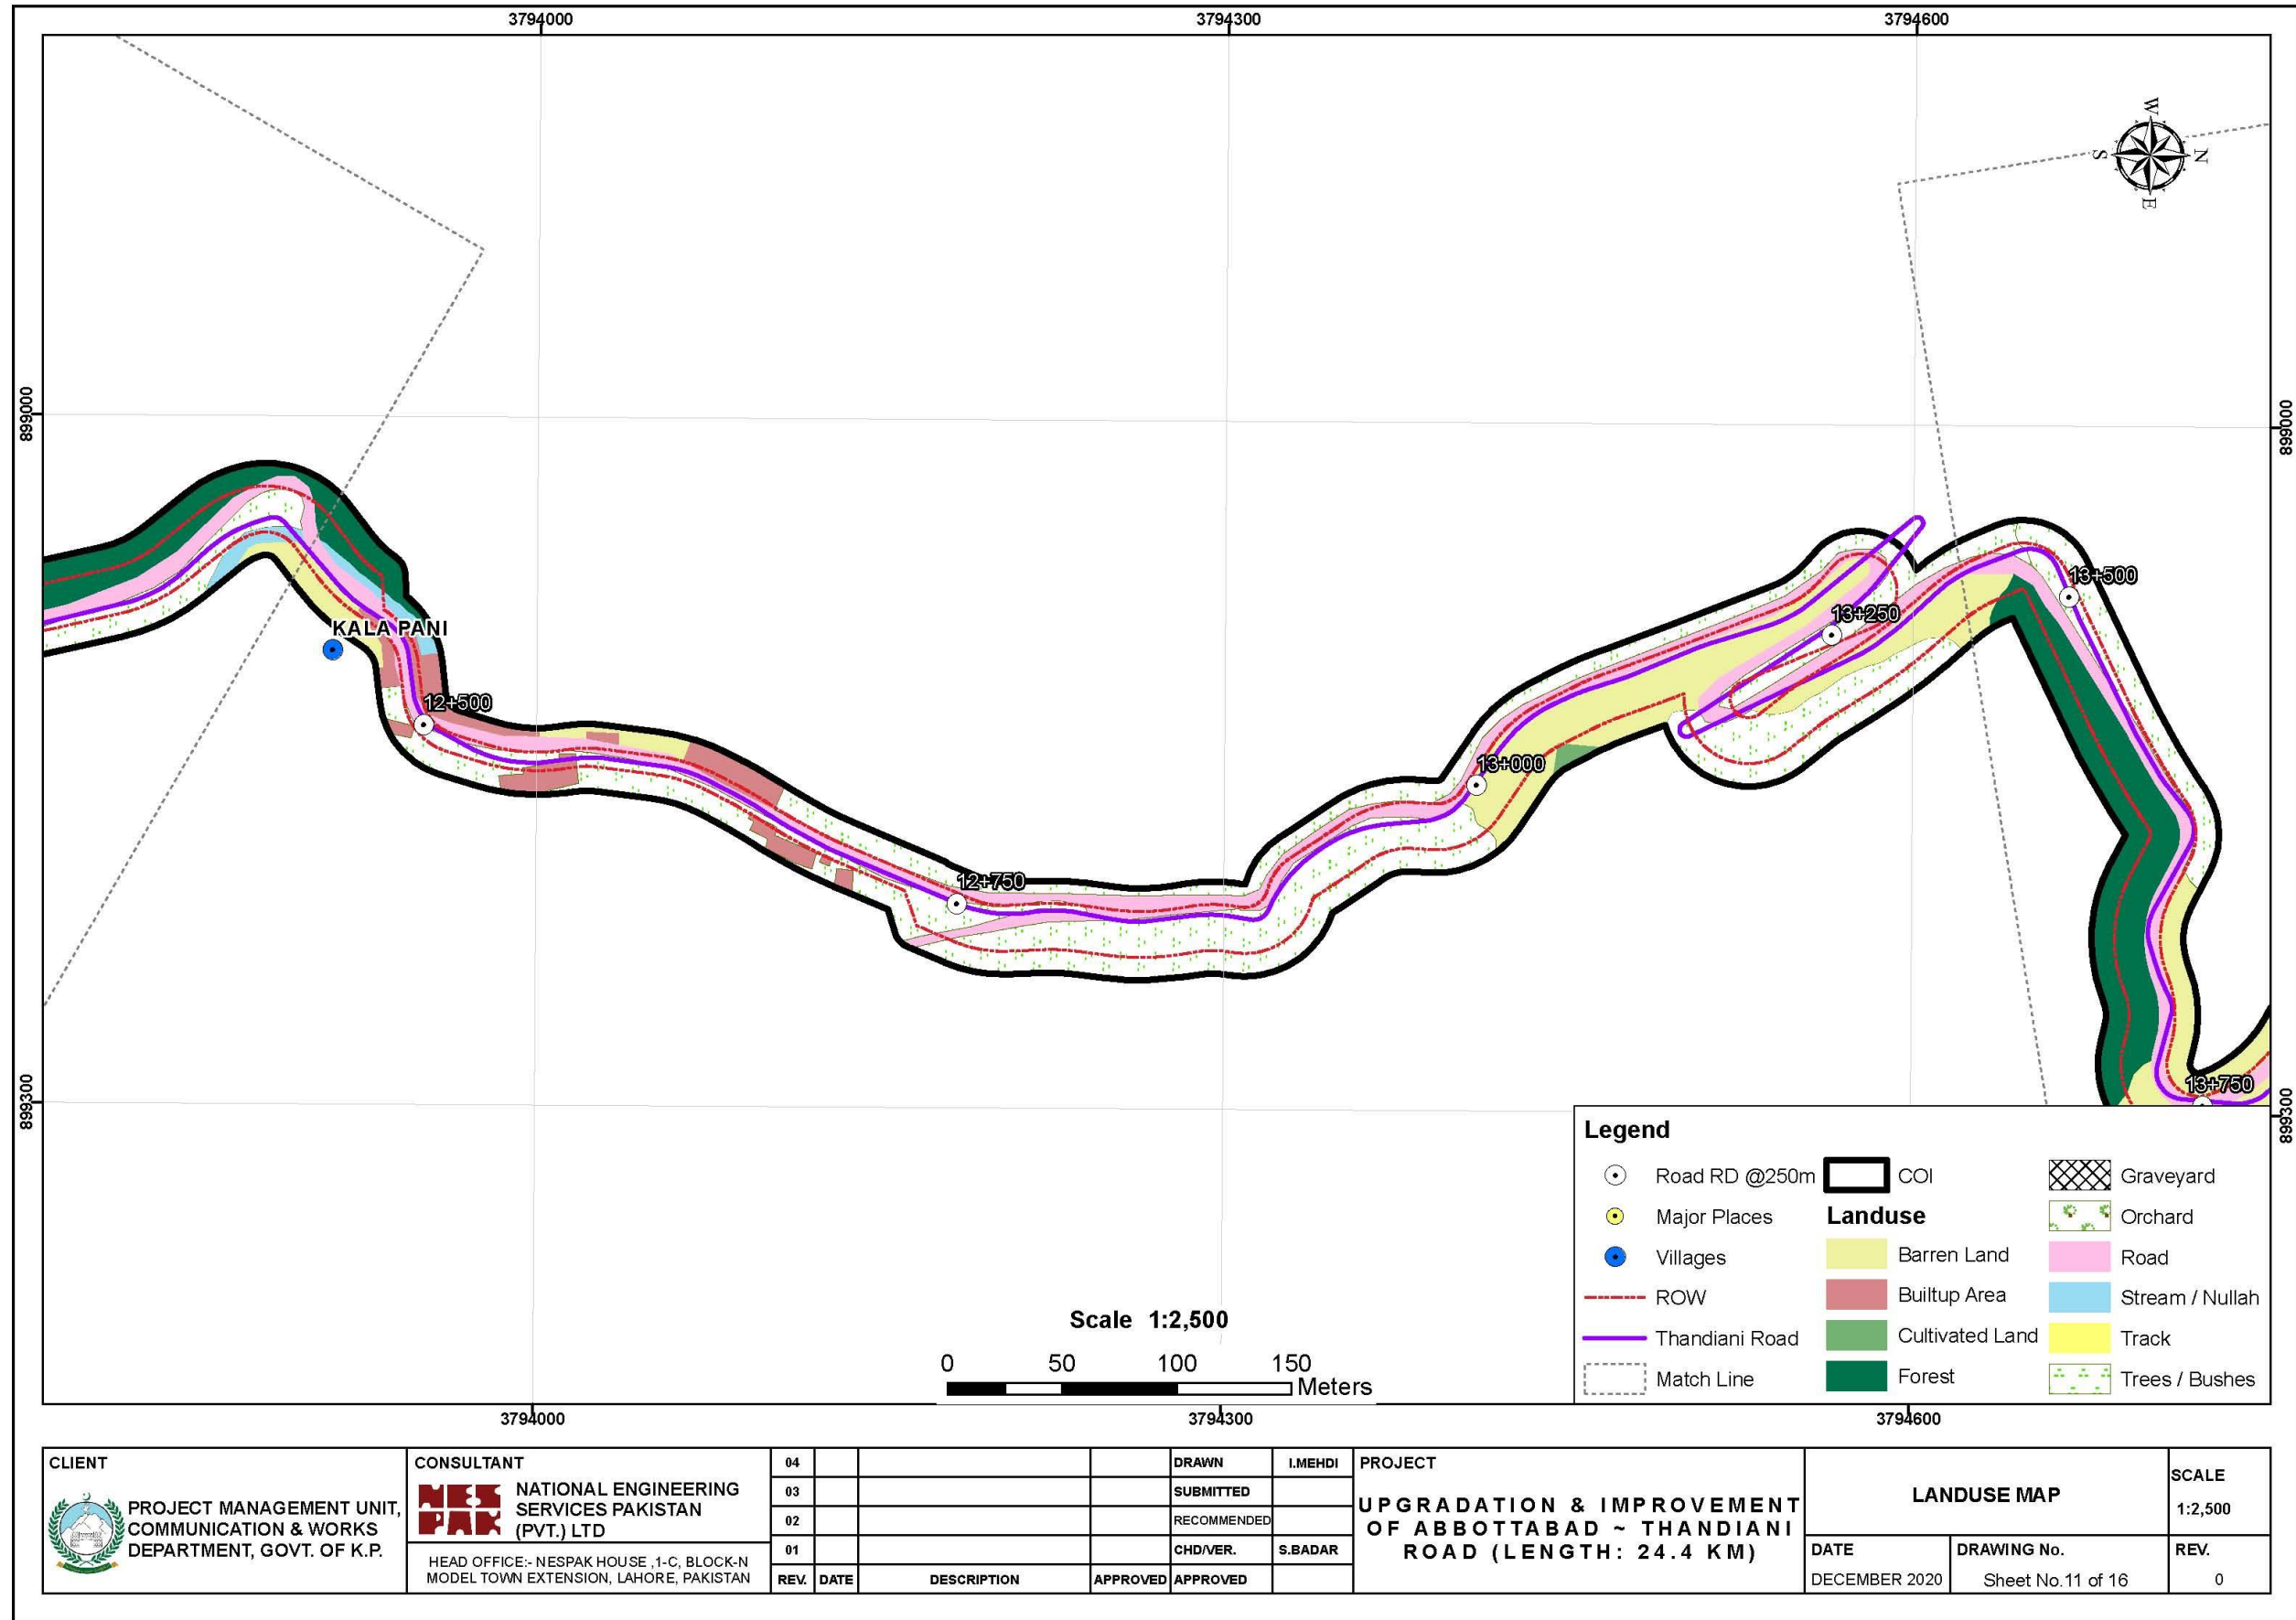 3794000
3794300
3794600
W
S
N
E
899000
899000
KALA PANI
12+500
12+750
13+000
13+250
13+500
13+750
899300
899300
Scale 1:2,500
0 50 100 150
Meters
Legend
Road RD @250m
Major Places
Villages
ROW
Thandiani Road
Match Line
COI
Landuse
Barren Land
Builtup Area
Cultivated Land
Forest
Graveyard
Orchard
Road
Stream / Nullah
Track
Trees / Bushes
3794000
3794300
3794600
CLIENT
PROJECT MANAGEMENT UNIT,
COMMUNICATION & WORKS
DEPARTMENT, GOVT. OF K.P.
CONSULTANT
NES
PAK
NATIONAL ENGINEERING
SERVICES PAKISTAN
(PVT.) LTD
HEAD OFFICE:- NESPAK HOUSE ,1-C, BLOCK-N
MODEL TOWN EXTENSION, LAHORE, PAKISTAN
04
03
02
01
REV. DATE DESCRIPTION APPROVED
DRAWN I.MEHDI
SUBMITTED
RECOMMENDED
CHD/VER. S.BADAR
APPROVED
PROJECT
UPGRADATION & IMPROVEMENT
OF ABBOTTABAD ~ THANDIANI
ROAD (LENGTH: 24.4 KM)
LANDUSE MAP
SCALE
1:2,500
DATE
DECEMBER 2020
DRAWING No.
Sheet No.11 of 16
REV.
0